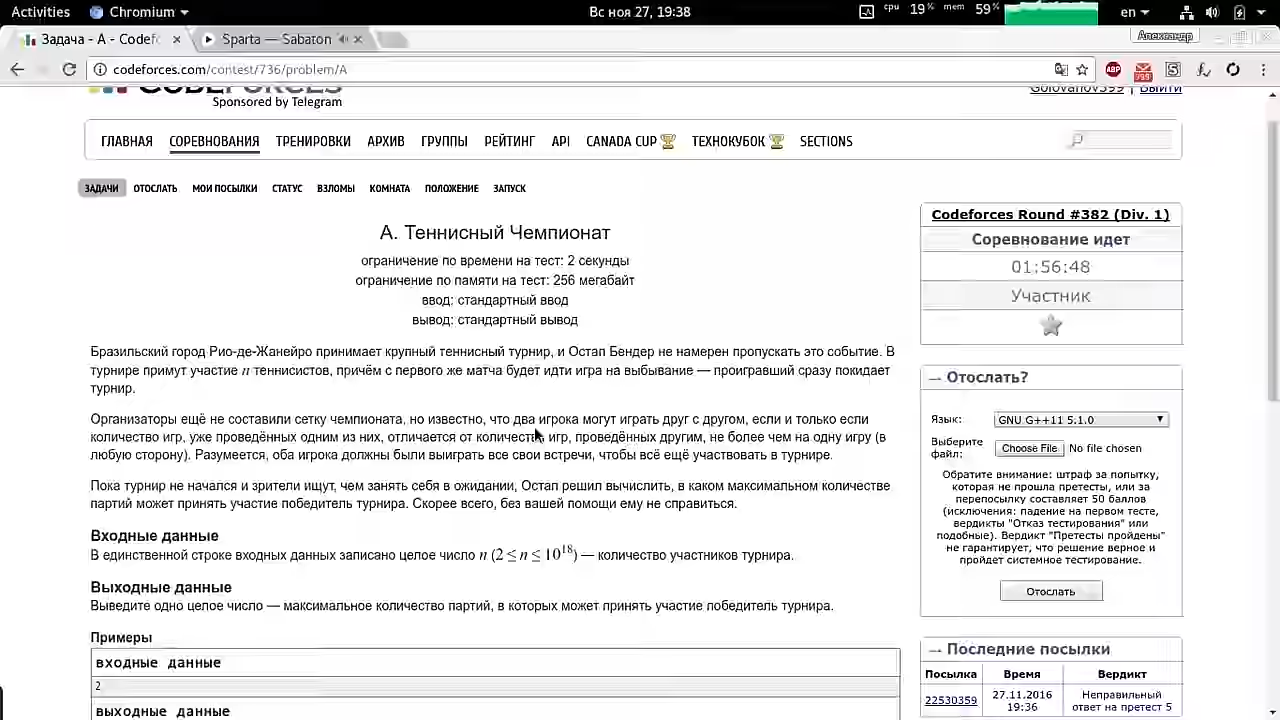 Activities Chromium Вс ноя 27, 19:38 cpu 19% mem 59% en
Задача - A - Codef Sparta — Sabaton Александр
codeforces.com/contest/736/problem/A ABP 799
CODEFORCES
Sponsored by Telegram
Golovanov399 | Выйти
ГЛАВНАЯ СОРЕВНОВАНИЯ ТРЕНИРОВКИ АРХИВ ГРУППЫ РЕЙТИНГ API CANADA CUP ТЕХНОКУБОК SECTIONS
ЗАДАЧИ ОТОСЛАТЬ МОИ ПОСЫЛКИ СТАТУС ВЗЛОМЫ КОМНАТА ПОЛОЖЕНИЕ ЗАПУСК
A. Теннисный Чемпионат
ограничение по времени на тест: 2 секунды
ограничение по памяти на тест: 256 мегабайт
ввод: стандартный ввод
вывод: стандартный вывод
Бразильский город Рио-де-Жанейро принимает крупный теннисный турнир, и Остап Бендер не намерен пропускать это событие. В
турнире примут участие n теннисистов, причём с первого же матча будет идти игра на выбывание — проигравший сразу покидает
турнир.
Организаторы ещё не составили сетку чемпионата, но известно, что два игрока могут играть друг с другом, если и только если
количество игр, уже проведённых одним из них, отличается от количества игр, проведённых другим, не более чем на одну игру (в
любую сторону). Разумеется, оба игрока должны были выиграть все свои встречи, чтобы всё ещё участвовать в турнире.
Пока турнир не начался и зрители ищут, чем занять себя в ожидании, Остап решил вычислить, в каком максимальном количестве
партий может принять участие победитель турнира. Скорее всего, без вашей помощи ему не справиться.
Входные данные
В единственной строке входных данных записано целое число n (2 ≤ n ≤ 10^18) — количество участников турнира.
Выходные данные
Выведите одно целое число — максимальное количество партий, в которых может принять участие победитель турнира.
Примеры
входные данные
2
выходные данные
Codeforces Round #382 (Div. 1)
Соревнование идет
01:56:48
Участник
→ Отослать?
Язык: GNU G++11 5.1.0
Выберите файл: Choose File No file chosen
Обратите внимание: штраф за попытку,
которая не прошла претесты, или за
перепосылку составляет 50 баллов
(исключения: падение на первом тесте,
вердикты "Отказ тестирования" или
подобные). Вердикт "Претесты пройдены"
не гарантирует, что решение верное и
пройдет системное тестирование.
Отослать
→ Последние посылки
Посылка Время Вердикт
22530359 27.11.2016 19:36 Неправильный ответ на претест 5